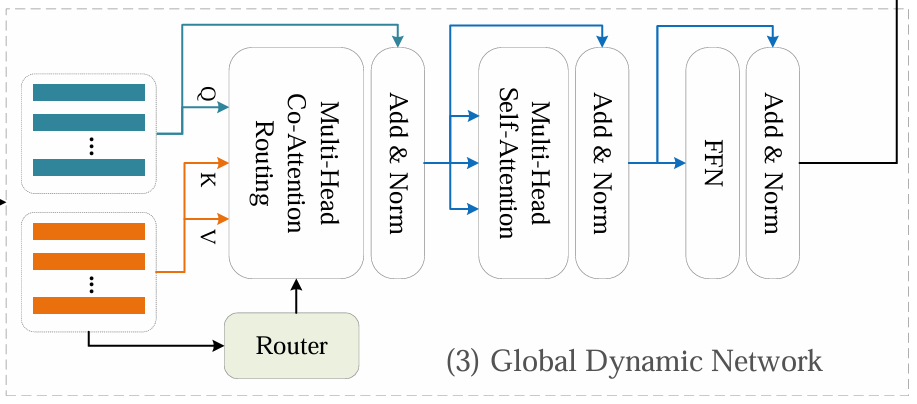 Q
K
V
Multi-Head
Co-Attention
Routing
Add & Norm
Multi-Head
Self-Attention
Add & Norm
FFN
Add & Norm
Router
(3) Global Dynamic Network